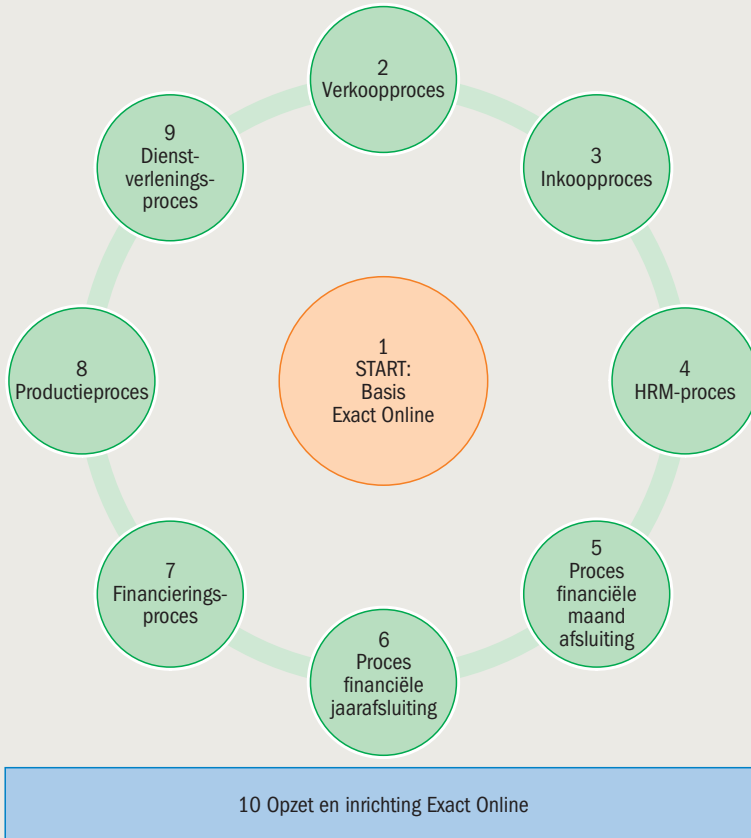 1
START:
Basis
Exact Online
2
Verkoopproces
3
Inkoopproces
4
HRM-proces
5
Proces
financiële
maand
afsluiting
6
Proces
financiële
jaarafsluiting
7
Financierings-
proces
8
Productieproces
9
Dienst-
verlenings-
proces
10 Opzet en inrichting Exact Online